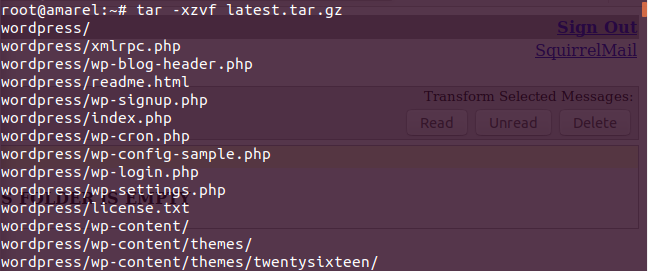 root@amarel:~# tar -xzvf latest.tar.gz
wordpress/
Sign Out
wordpress/xmlrpc.php
SquirrelMail
wordpress/wp-blog-header.php
wordpress/readme.html
wordpress/wp-signup.php
Transform Selected Messages:
wordpress/index.php
Read Unread Delete
wordpress/wp-cron.php
wordpress/wp-config-sample.php
wordpress/wp-login.php
wordpress/wp-settings.php
S FOLDER IS EMPTY
wordpress/license.txt
wordpress/wp-content/
wordpress/wp-content/themes/
wordpress/wp-content/themes/twentysixteen/